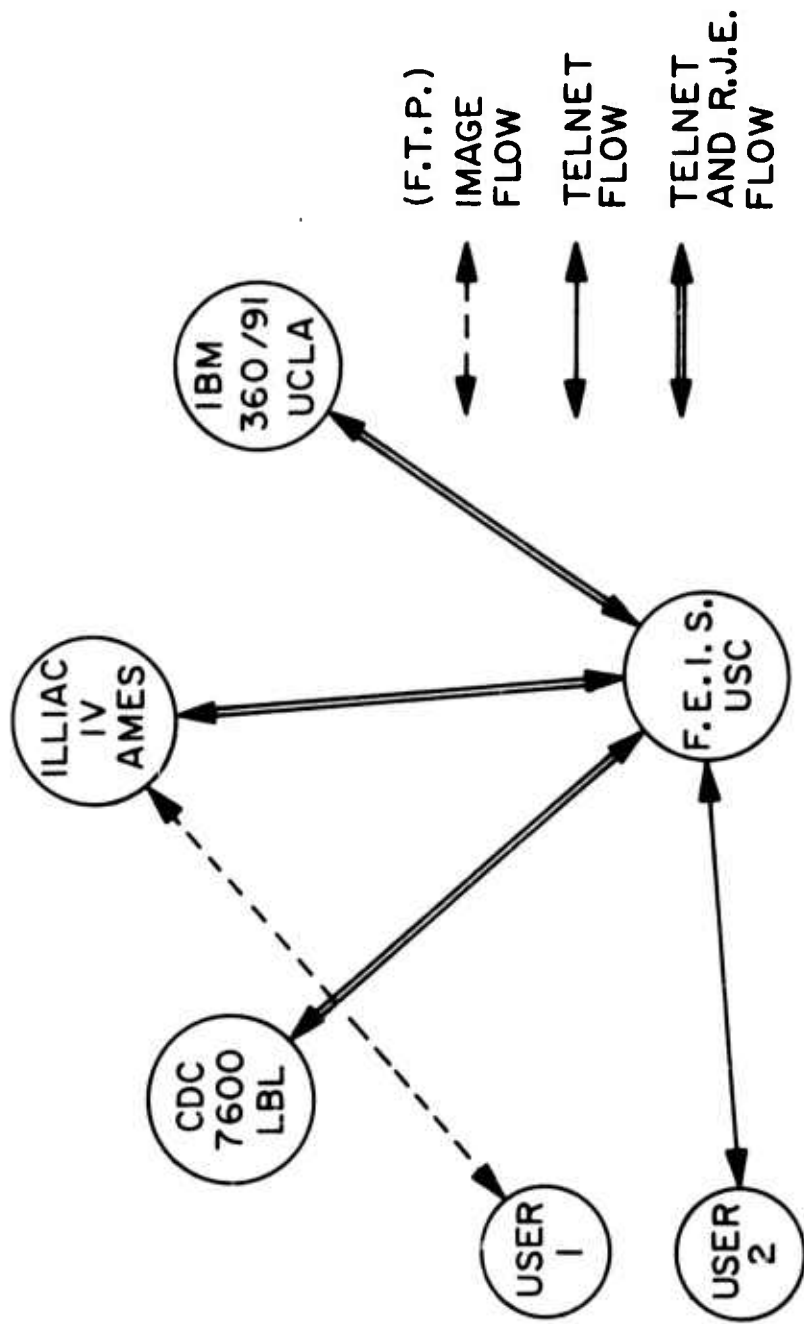 ILLIAC
IV
AMES
IBM
360/91
UCLA
CDC
7600
LBL
USER
1
USER
2
F.E.I.S.
USC
(F.T.P.)
IMAGE
FLOW
TELNET
FLOW
TELNET
AND R.J.E.
FLOW